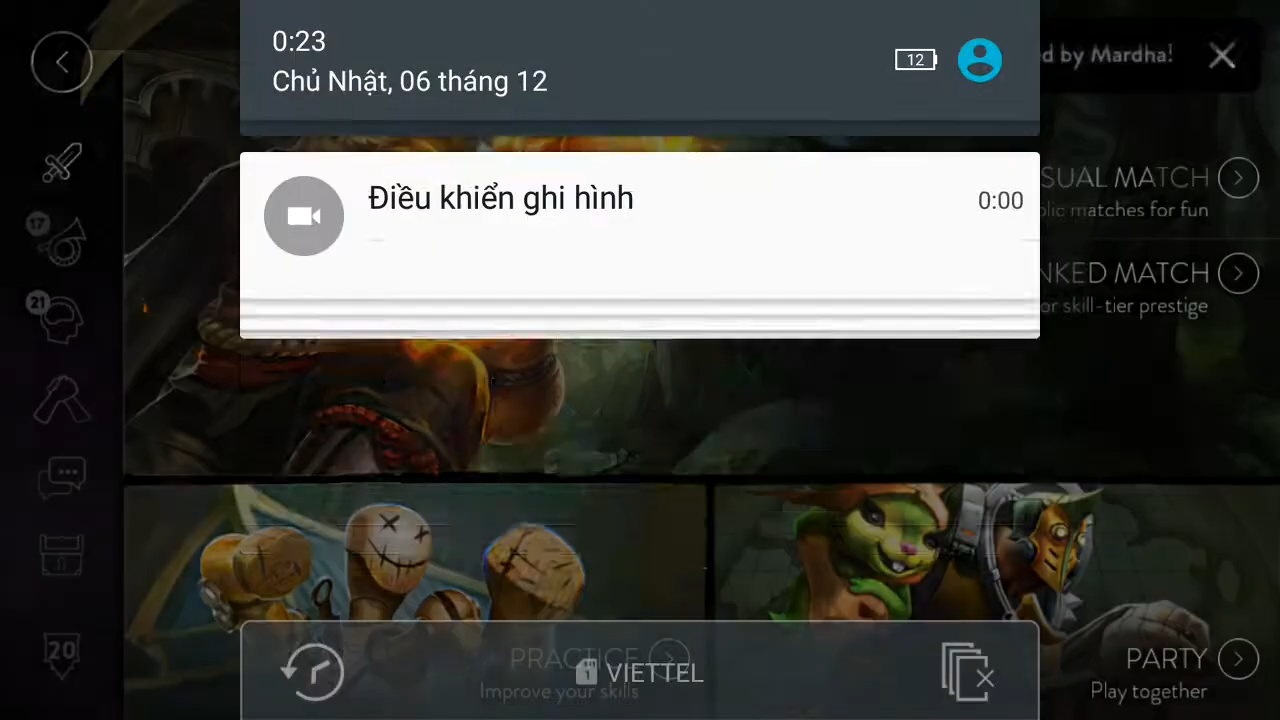 0:23
Chủ Nhật, 06 tháng 12
12
d by Mardha!
Điều khiển ghi hình
0:00
SUAL MATCH
blic matches for fun
NKED MATCH
or skill-tier prestige
17
21
20
PRACTICE
Improve your skills
1 VIETTEL
PARTY
Play together